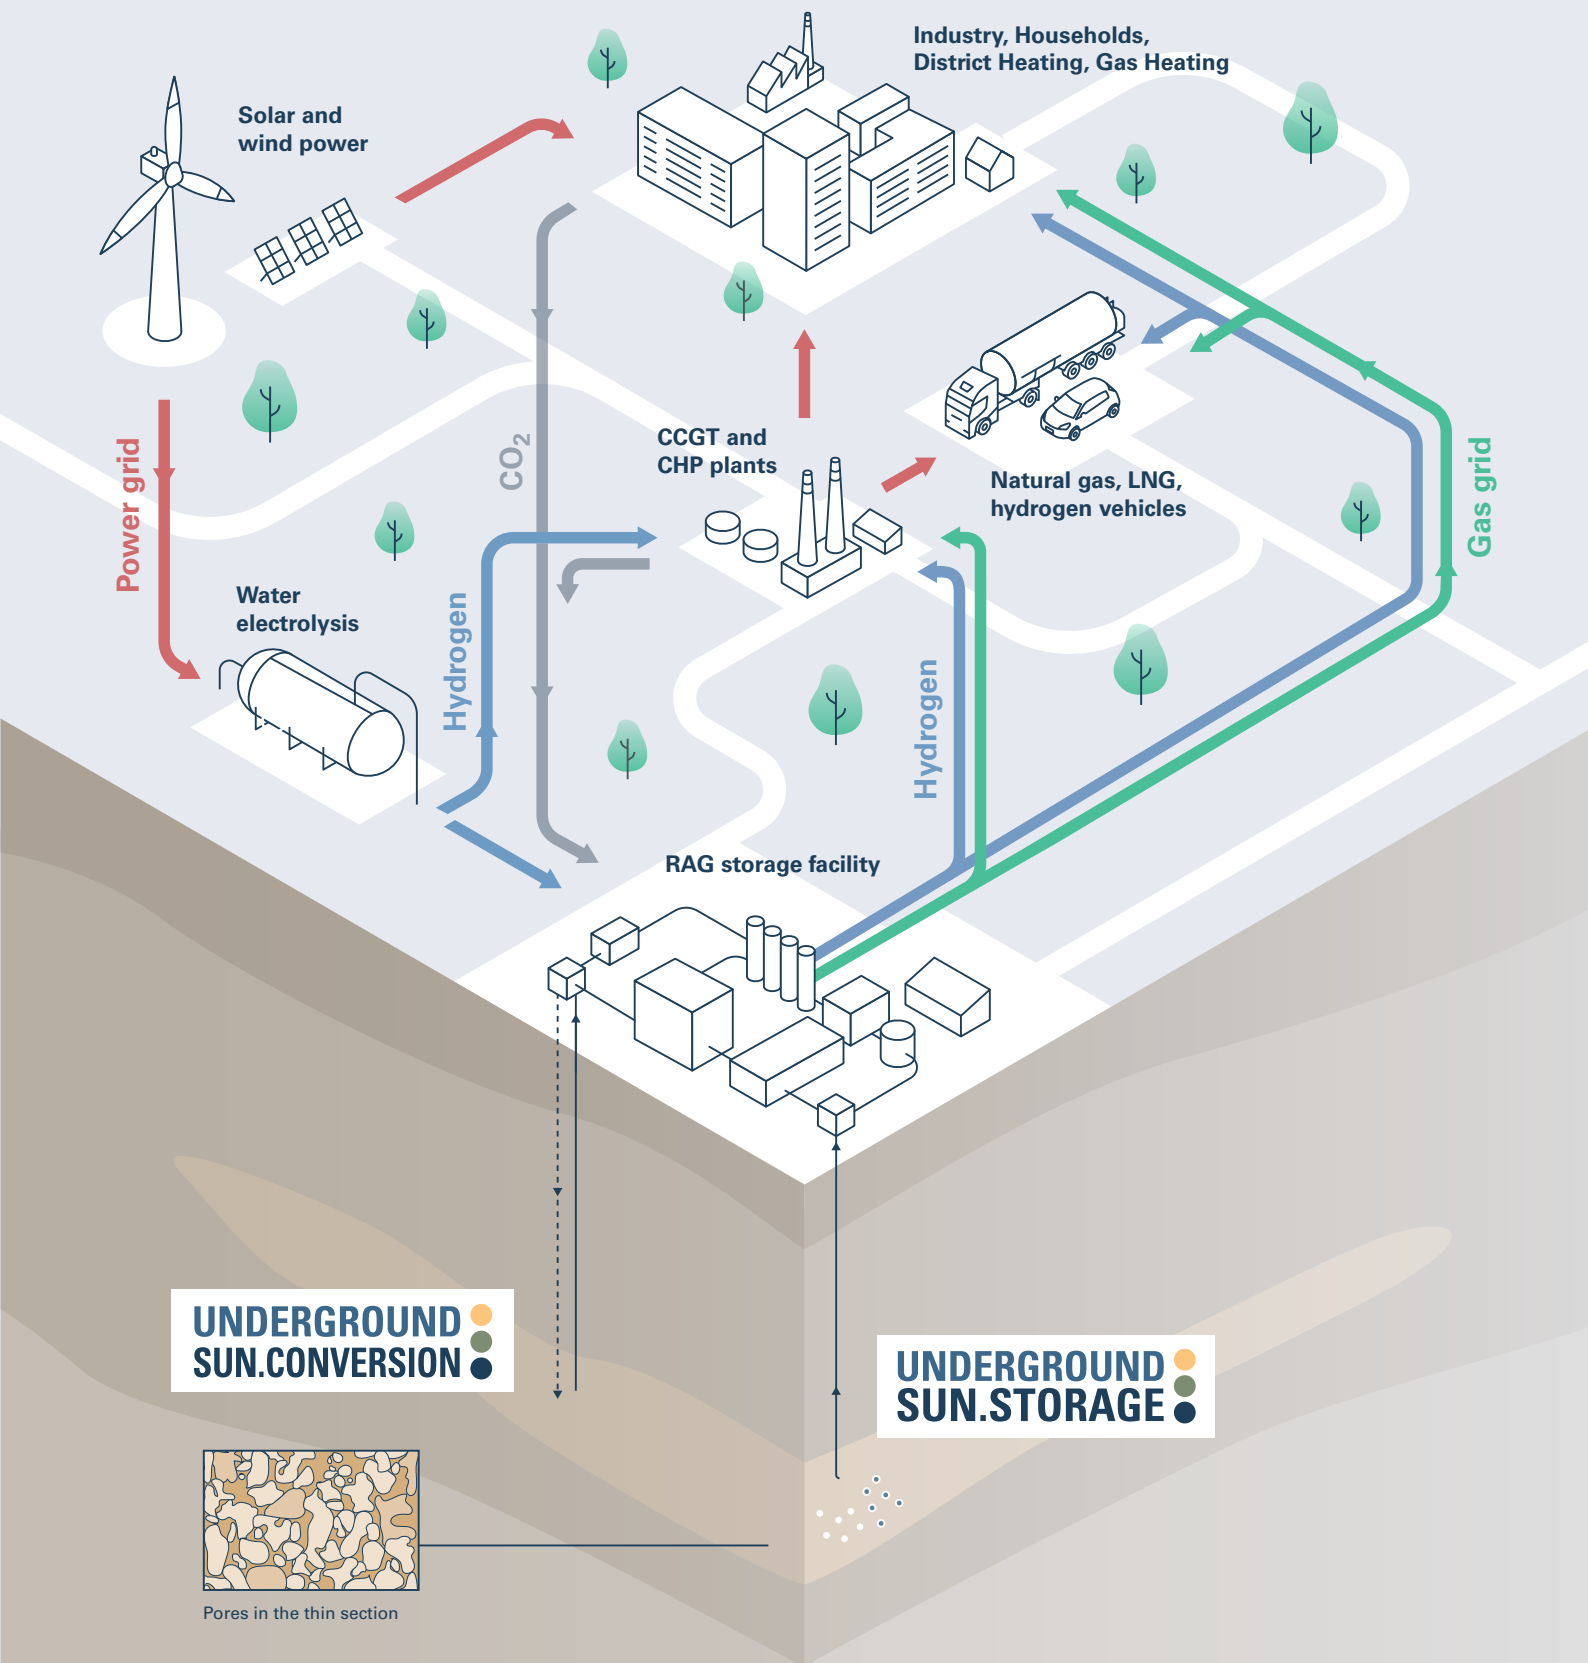 Industry, Households,
District Heating, Gas Heating
Solar and
wind power
CCGT and
CHP plants
CO₂
Power grid
Gas grid
Natural gas, LNG,
hydrogen vehicles
Water
electrolysis
Hydrogen
Hydrogen
RAG storage facility
UNDERGROUND
SUN.CONVERSION
UNDERGROUND
SUN.STORAGE
Pores in the thin section